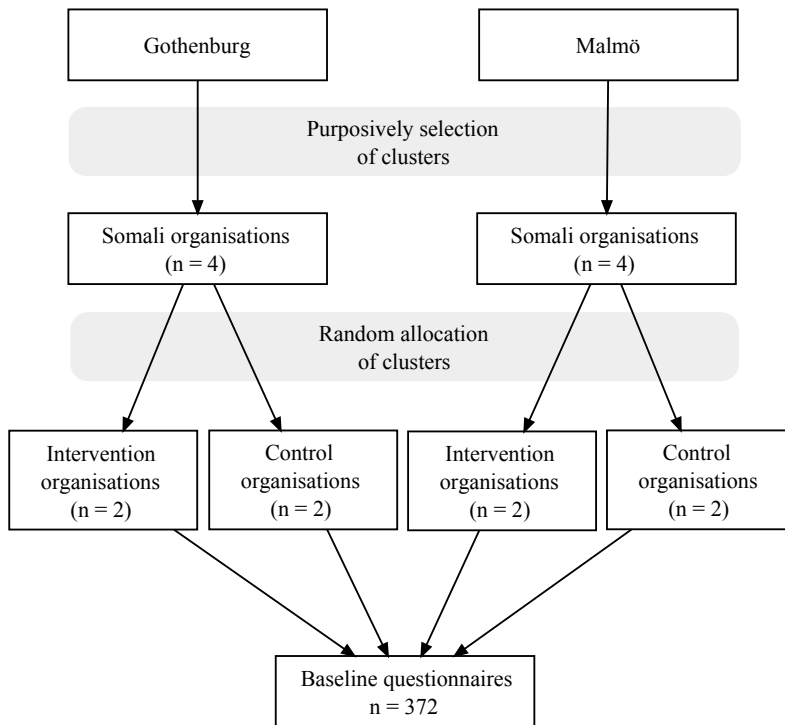 Gothenburg
Malmö
Purposively selection
of clusters
Somali organisations
(n = 4)
Somali organisations
(n = 4)
Random allocation
of clusters
Intervention
organisations
(n = 2)
Control
organisations
(n = 2)
Intervention
organisations
(n = 2)
Control
organisations
(n = 2)
Baseline questionnaires
n = 372